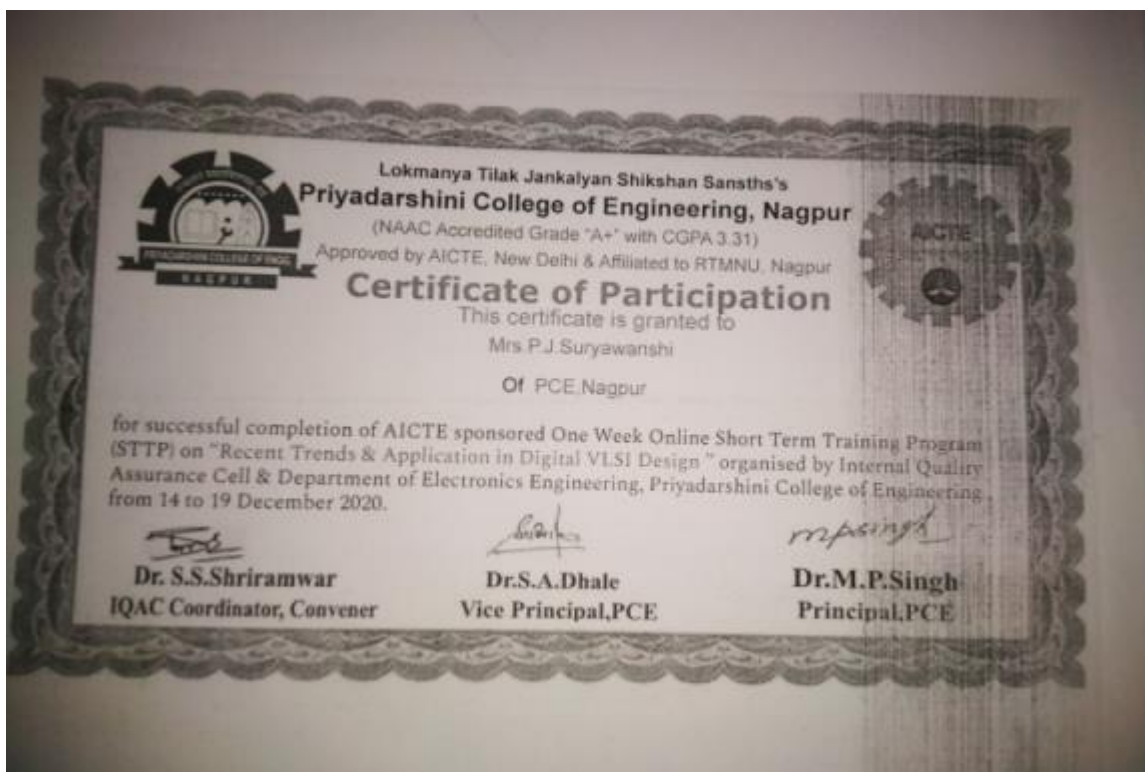 Lokmanya Tilak Jankalyan Shikshan Sansths's
Priyadarshini College of Engineering, Nagpur
(NAAC Accredited Grade "A+" with CGPA 3.31)
Approved by AICTE, New Delhi & Affiliated to RTMNU, Nagpur
PRIYADARSHINI COLLEGE OF ENGG.
NAGPUR
AICTE
Certificate of Participation
This certificate is granted to
Mrs.P.J.Suryawanshi
Of PCE,Nagpur
for successful completion of AICTE sponsored One Week Online Short Term Training Program
(STTP) on "Recent Trends & Application in Digital VLSI Design " organised by Internal Quality
Assurance Cell & Department of Electronics Engineering, Priyadarshini College of Engineering ,
from 14 to 19 December 2020.
mpsingh
Dr. S.S.Shriramwar
Dr.S.A.Dhale
Dr.M.P.Singh
IQAC Coordinator, Convener
Vice Principal,PCE
Principal,PCE